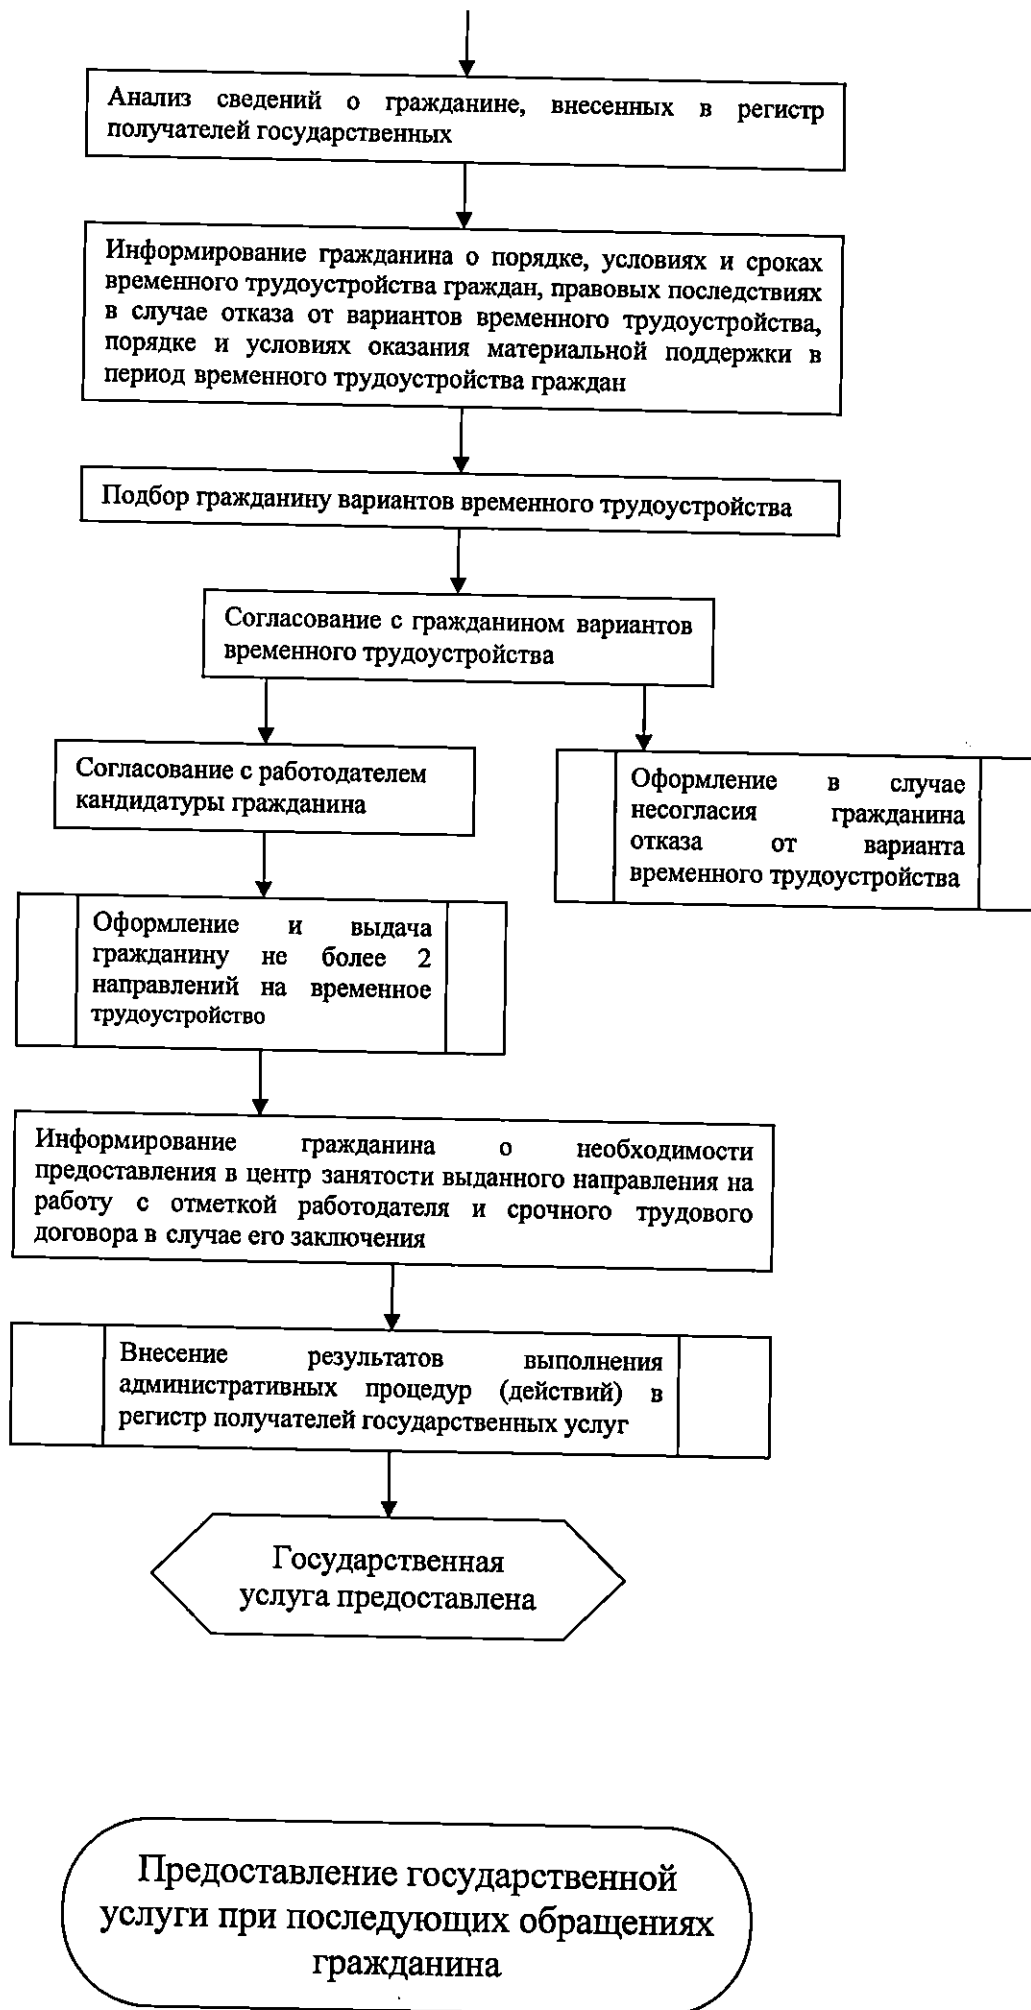 Анализ сведений о гражданине, внесенных в регистр
получателей государственных
Информирование гражданина о порядке, условиях и сроках
временного трудоустройства граждан, правовых последствиях
в случае отказа от вариантов временного трудоустройства,
порядке и условиях оказания материальной поддержки в
период временного трудоустройства граждан
Подбор гражданину вариантов временного трудоустройства
Согласование с гражданином вариантов
временного трудоустройства
Согласование с работодателем
кандидатуры гражданина
Оформление в случае
несогласия гражданина
отказа от варианта
временного трудоустройства
Оформление и выдача
гражданину не более 2
направлений на временное
трудоустройство
Информирование гражданина о необходимости
предоставления в центр занятости выданного направления на
работу с отметкой работодателя и срочного трудового
договора в случае его заключения
Внесение результатов выполнения
административных процедур (действий) в
регистр получателей государственных услуг
Государственная
услуга предоставлена
Предоставление государственной
услуги при последующих обращениях
гражданина